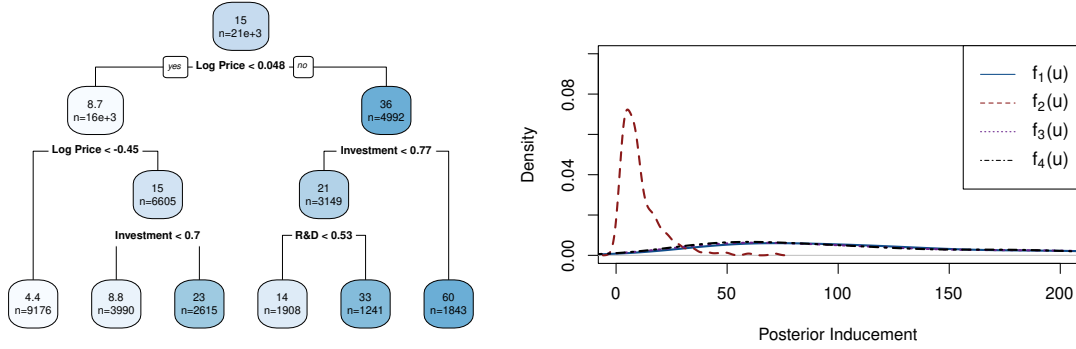 15
n=21e+3
yes
Log Price < 0.048
no
8.7
n=16e+3
36
n=4992
Log Price < -0.45
Investment < 0.77
15
n=6605
21
n=3149
Investment < 0.7
R&D < 0.53
4.4
n=9176
8.8
n=3990
23
n=2615
14
n=1908
33
n=1241
60
n=1843
Density
0.00
0.04
0.08
f1(u)
f2(u)
f3(u)
f4(u)
0
50
100
150
200
Posterior Inducement